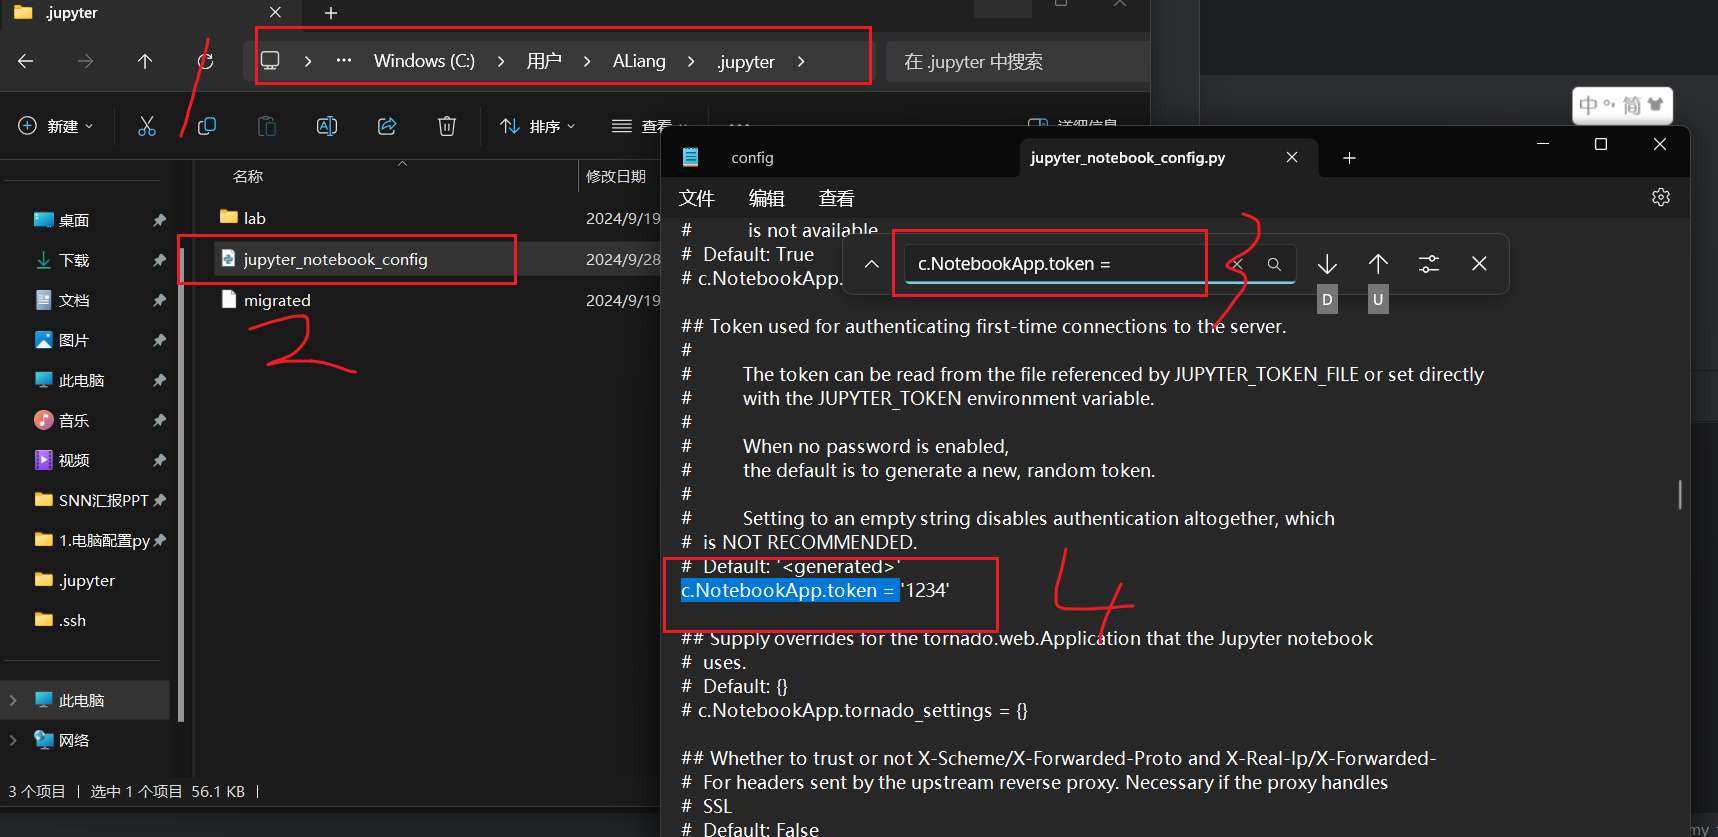 .jupyter
Windows (C:) 用户 ALiang .jupyter
在 .jupyter 中搜索
中 简
新建
排序
查看
详细信息
名称
修改日期
lab
2024/9/19
jupyter_notebook_config
2024/9/28
migrated
2024/9/19
桌面
下载
文档
图片
此电脑
音乐
视频
SNN汇报PPT
1.电脑配置py
.jupyter
.ssh
此电脑
网络
3 个项目 选中 1 个项目 56.1 KB
1
2
3
4
config
jupyter_notebook_config.py
文件 编辑 查看
c.NotebookApp.token =
D
U
# is not available
# Default: True
# c.NotebookApp.
## Token used for authenticating first-time connections to the server.
#
# The token can be read from the file referenced by JUPYTER_TOKEN_FILE or set directly
# with the JUPYTER_TOKEN environment variable.
#
# When no password is enabled,
# the default is to generate a new, random token.
#
# Setting to an empty string disables authentication altogether, which
# is NOT RECOMMENDED.
# Default: '<generated>'
c.NotebookApp.token = '1234'
## Supply overrides for the tornado.web.Application that the Jupyter notebook
# uses.
# Default: {}
# c.NotebookApp.tornado_settings = {}
## Whether to trust or not X-Scheme/X-Forwarded-Proto and X-Real-Ip/X-Forwarded-
# For headers sent by the upstream reverse proxy. Necessary if the proxy handles
# SSL
# Default: False
my